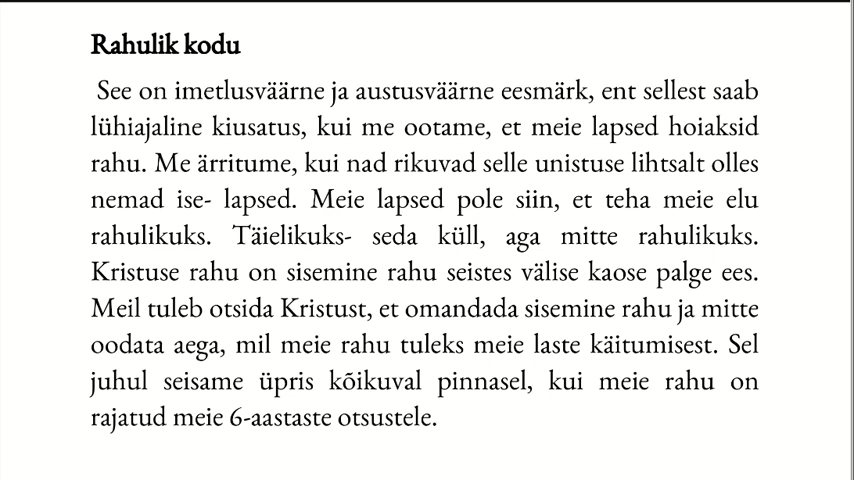 Rahulik kodu
See on imetlusväärne ja austusväärne eesmärk, ent sellest saab
lühiajaline kiusatus, kui me ootame, et meie lapsed hoiaksid
rahu. Me ärritume, kui nad rikuvad selle unistuse lihtsalt olles
nemad ise- lapsed. Meie lapsed pole siin, et teha meie elu
rahulikuks. Täielikuks- seda küll, aga mitte rahulikuks.
Kristuse rahu on sisemine rahu seistes välise kaose palge ees.
Meil tuleb otsida Kristust, et omandada sisemine rahu ja mitte
oodata aega, mil meie rahu tuleks meie laste käitumisest. Sel
juhul seisame üpris kõikuval pinnasel, kui meie rahu on
rajatud meie 6-aastaste otsustele.